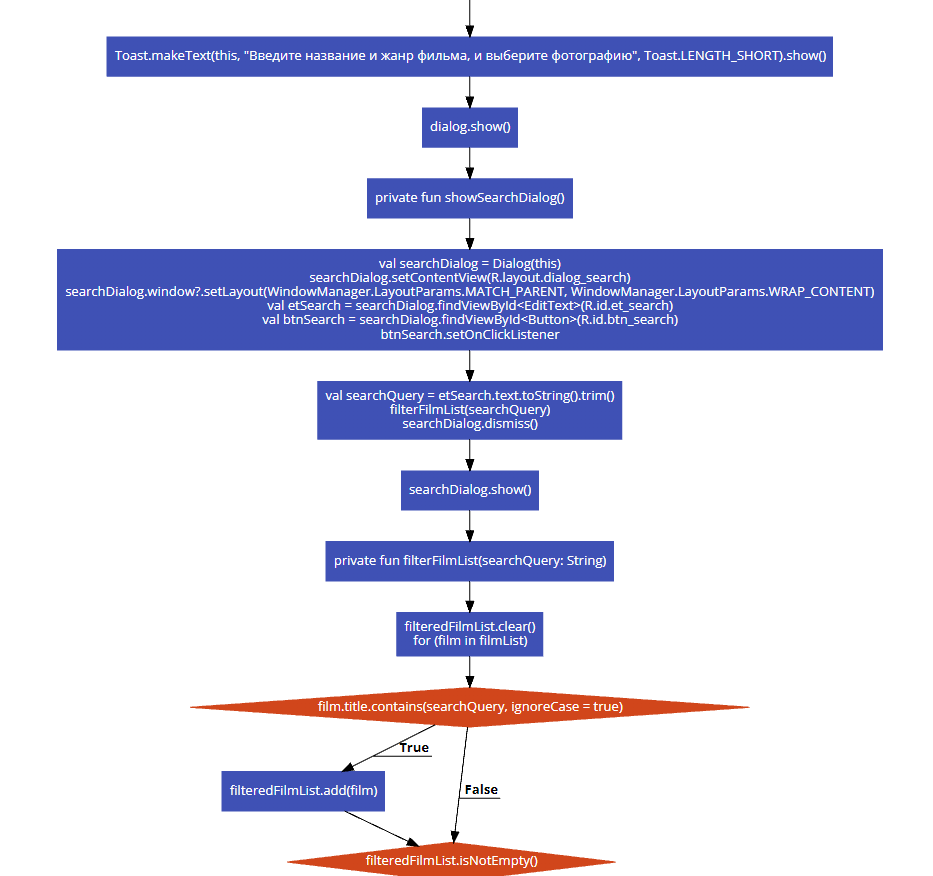 Toast.makeText(this, "Введите название и жанр фильма, и выберите фотографию", Toast.LENGTH_SHORT).show()
dialog.show()
private fun showSearchDialog()
val searchDialog = Dialog(this)
searchDialog.setContentView(R.layout.dialog_search)
searchDialog.window?.setLayout(WindowManager.LayoutParams.MATCH_PARENT, WindowManager.LayoutParams.WRAP_CONTENT)
val etSearch = searchDialog.findViewById<EditText>(R.id.et_search)
val btnSearch = searchDialog.findViewById<Button>(R.id.btn_search)
btnSearch.setOnClickListener
val searchQuery = etSearch.text.toString().trim()
filterFilmList(searchQuery)
searchDialog.dismiss()
searchDialog.show()
private fun filterFilmList(searchQuery: String)
filteredFilmList.clear()
for (film in filmList)
film.title.contains(searchQuery, ignoreCase = true)
True
filteredFilmList.add(film)
False
filteredFilmList.isNotEmpty()